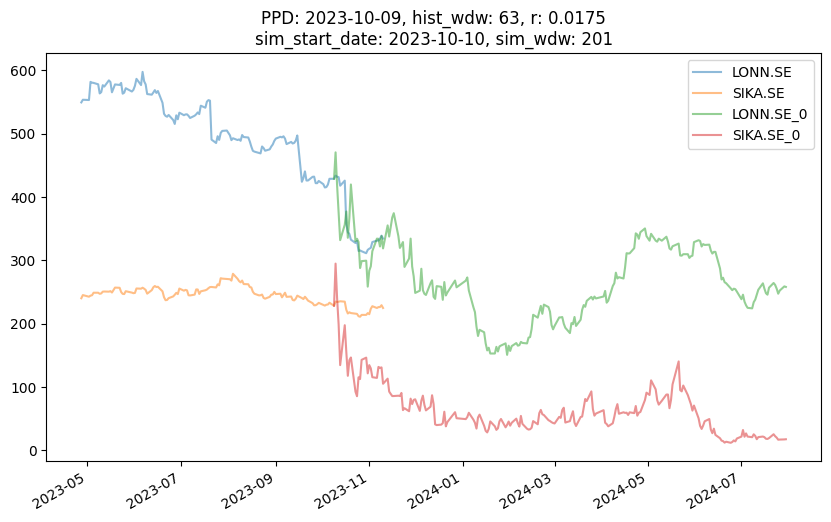 PPD: 2023-10-09, hist_wdw: 63, r: 0.0175
sim_start_date: 2023-10-10, sim_wdw: 201
LONN.SE
SIKA.SE
LONN.SE_0
SIKA.SE_0
600
500
400
300
200
100
0
2023-05
2023-07
2023-09
2023-11
2024-01
2024-03
2024-05
2024-07